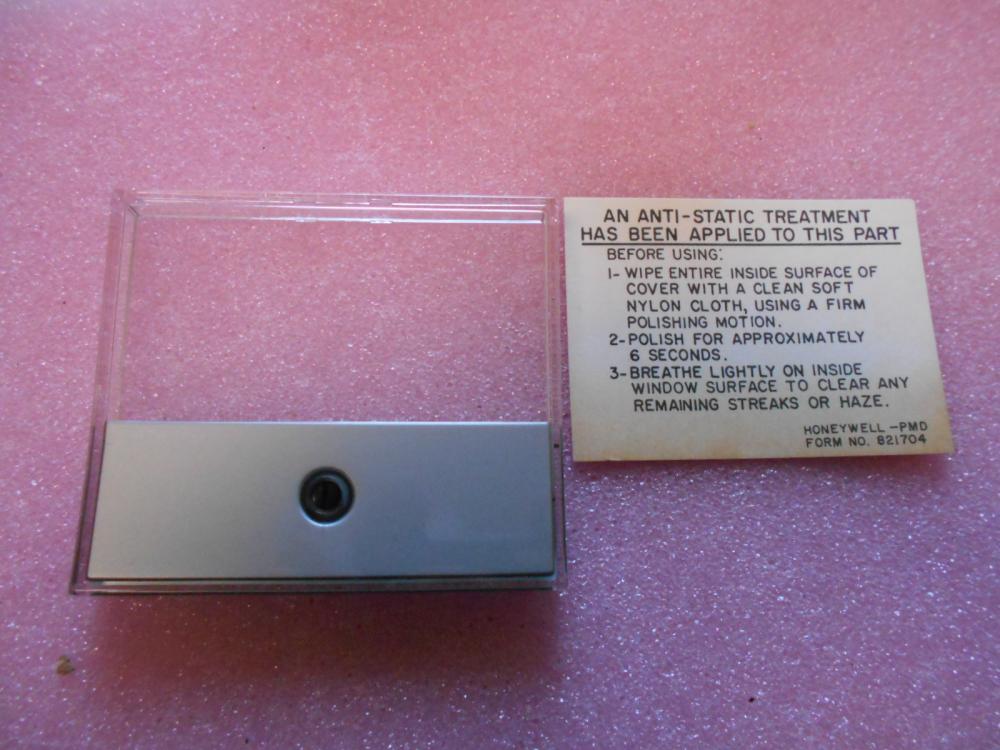 AN ANTI-STATIC TREATMENT
HAS BEEN APPLIED TO THIS PART
BEFORE USING:
1- WIPE ENTIRE INSIDE SURFACE OF
COVER WITH A CLEAN SOFT
NYLON CLOTH, USING A FIRM
POLISHING MOTION.
2-POLISH FOR APPROXIMATELY
6 SECONDS.
3-BREATHE LIGHTLY ON INSIDE
WINDOW SURFACE TO CLEAR ANY
REMAINING STREAKS OR HAZE.
HONEYWELL-PMD
FORM NO. 821704